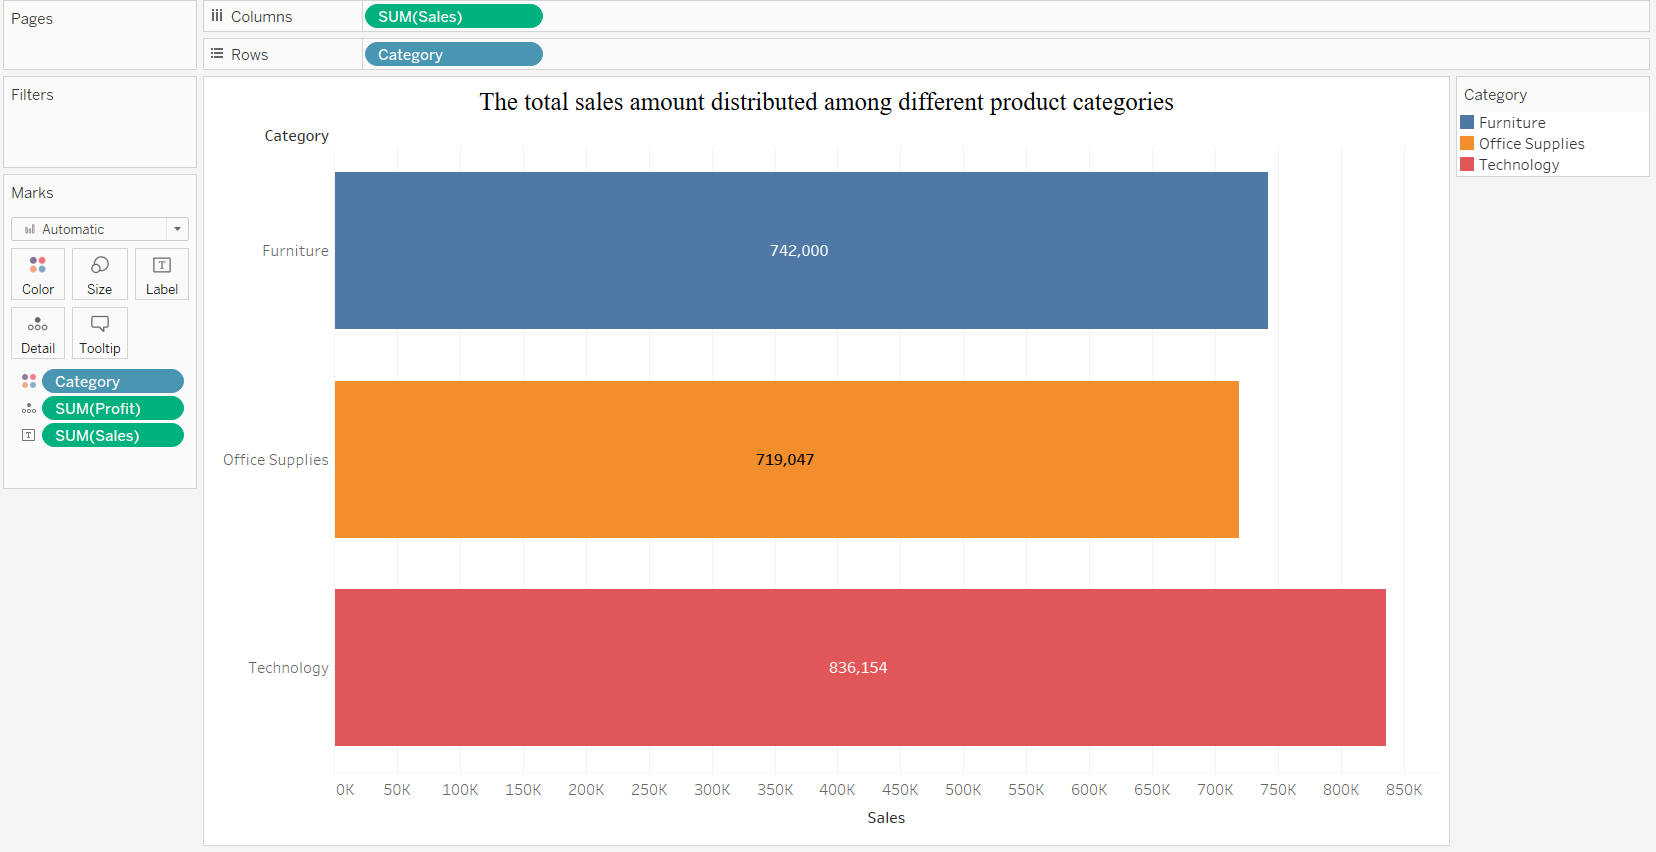 Pages
Columns
SUM(Sales)
Rows
Category
Filters
Marks
Automatic
Color
Size
Label
Detail
Tooltip
Category
SUM(Profit)
SUM(Sales)
The total sales amount distributed among different product categories
Category
Furniture
742,000
Office Supplies
719,047
Technology
836,154
0K 50K 100K 150K 200K 250K 300K 350K 400K 450K 500K 550K 600K 650K 700K 750K 800K 850K
Sales
Category
Furniture
Office Supplies
Technology